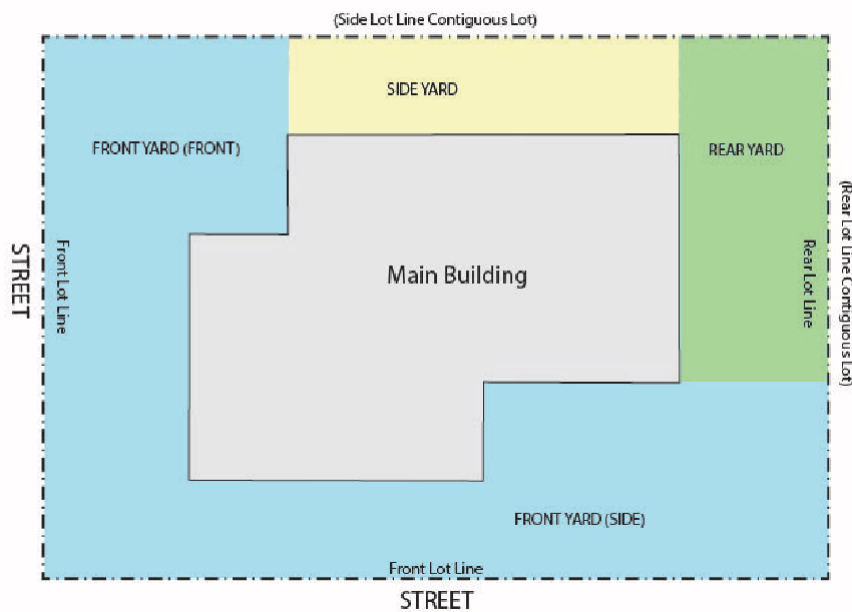 (Side Lot Line Contiguous Lot)
SIDE YARD
FRONT YARD (FRONT)
REAR YARD
STREET
Front Lot Line
Main Building
Rear Lot Line
(Rear Lot Line Contiguous Lot)
FRONT YARD (SIDE)
Front Lot Line
STREET